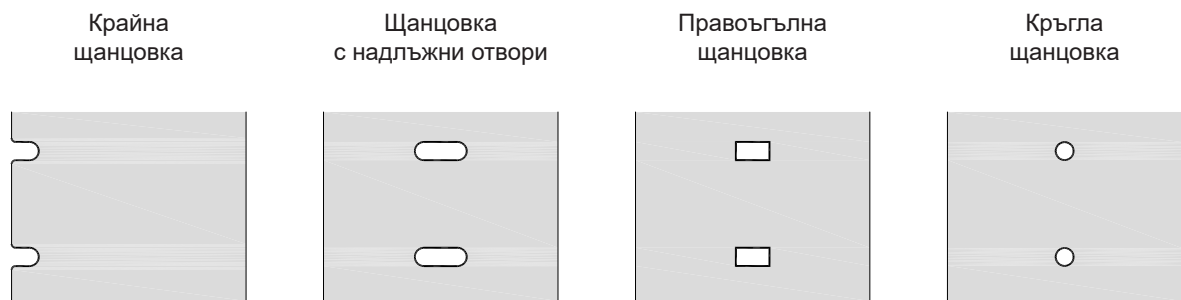 Крайна
щанцовка
Щанцовка
с надлъжни отвори
Правоъгълна
щанцовка
Кръгла
щанцовка